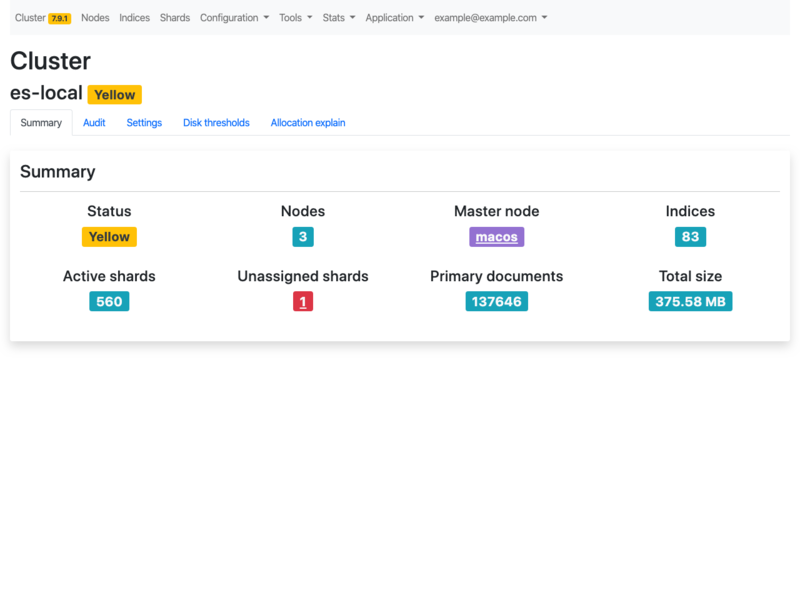 Cluster 7.9.1 Nodes Indices Shards Configuration Tools Stats Application example@example.com
Cluster
es-local Yellow
Summary Audit Settings Disk thresholds Allocation explain
Summary
Status Nodes Master node Indices
Yellow 3 macos 83
Active shards Unassigned shards Primary documents Total size
560 1 137646 375.58 MB